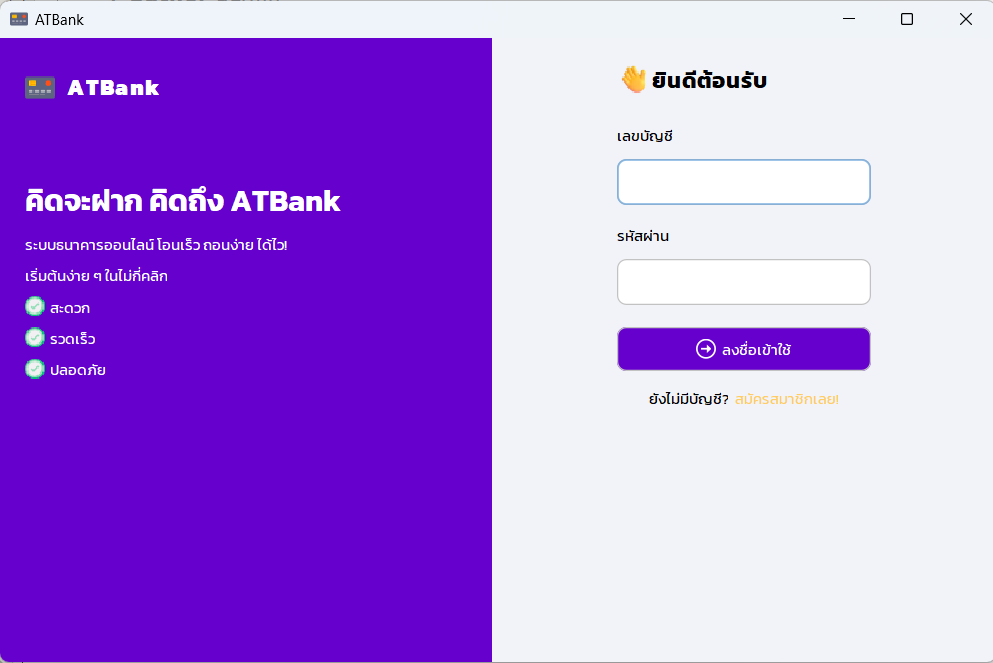 ATBank
ATBank
คิดจะฝาก คิดถึง ATBank
ระบบธนาคารออนไลน์ โอนเร็ว ถอนง่าย ได้ไว!
เริ่มต้นง่าย ๆ ในไม่กี่คลิก
สะดวก
รวดเร็ว
ปลอดภัย
👋 ยินดีต้อนรับ
เลขบัญชี
รหัสผ่าน
ลงชื่อเข้าใช้
ยังไม่มีบัญชี? สมัครสมาชิกเลย!